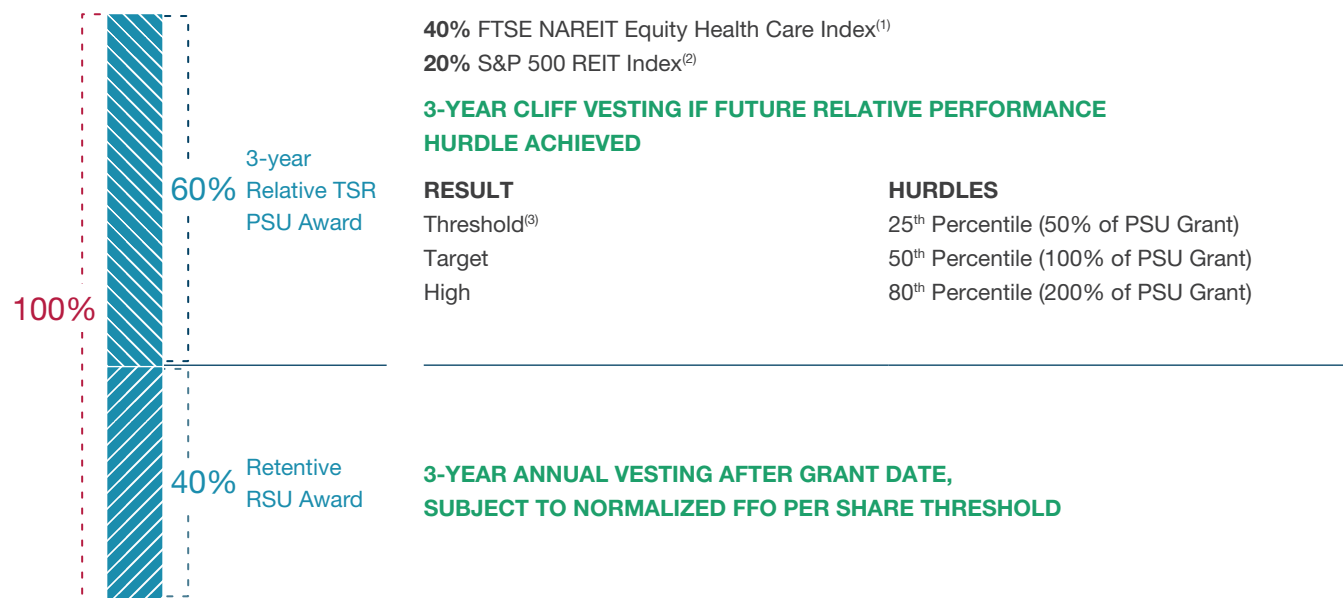 40% FTSE NAREIT Equity Health Care Index(1)
20% S&P 500 REIT Index(2)
3-YEAR CLIFF VESTING IF FUTURE RELATIVE PERFORMANCE
HURDLE ACHIEVED
100%
60%
3-year
Relative TSR
PSU Award
RESULT HURDLES
Threshold(3) 25th Percentile (50% of PSU Grant)
Target 50th Percentile (100% of PSU Grant)
High 80th Percentile (200% of PSU Grant)
40%
Retentive
RSU Award
3-YEAR ANNUAL VESTING AFTER GRANT DATE,
SUBJECT TO NORMALIZED FFO PER SHARE THRESHOLD